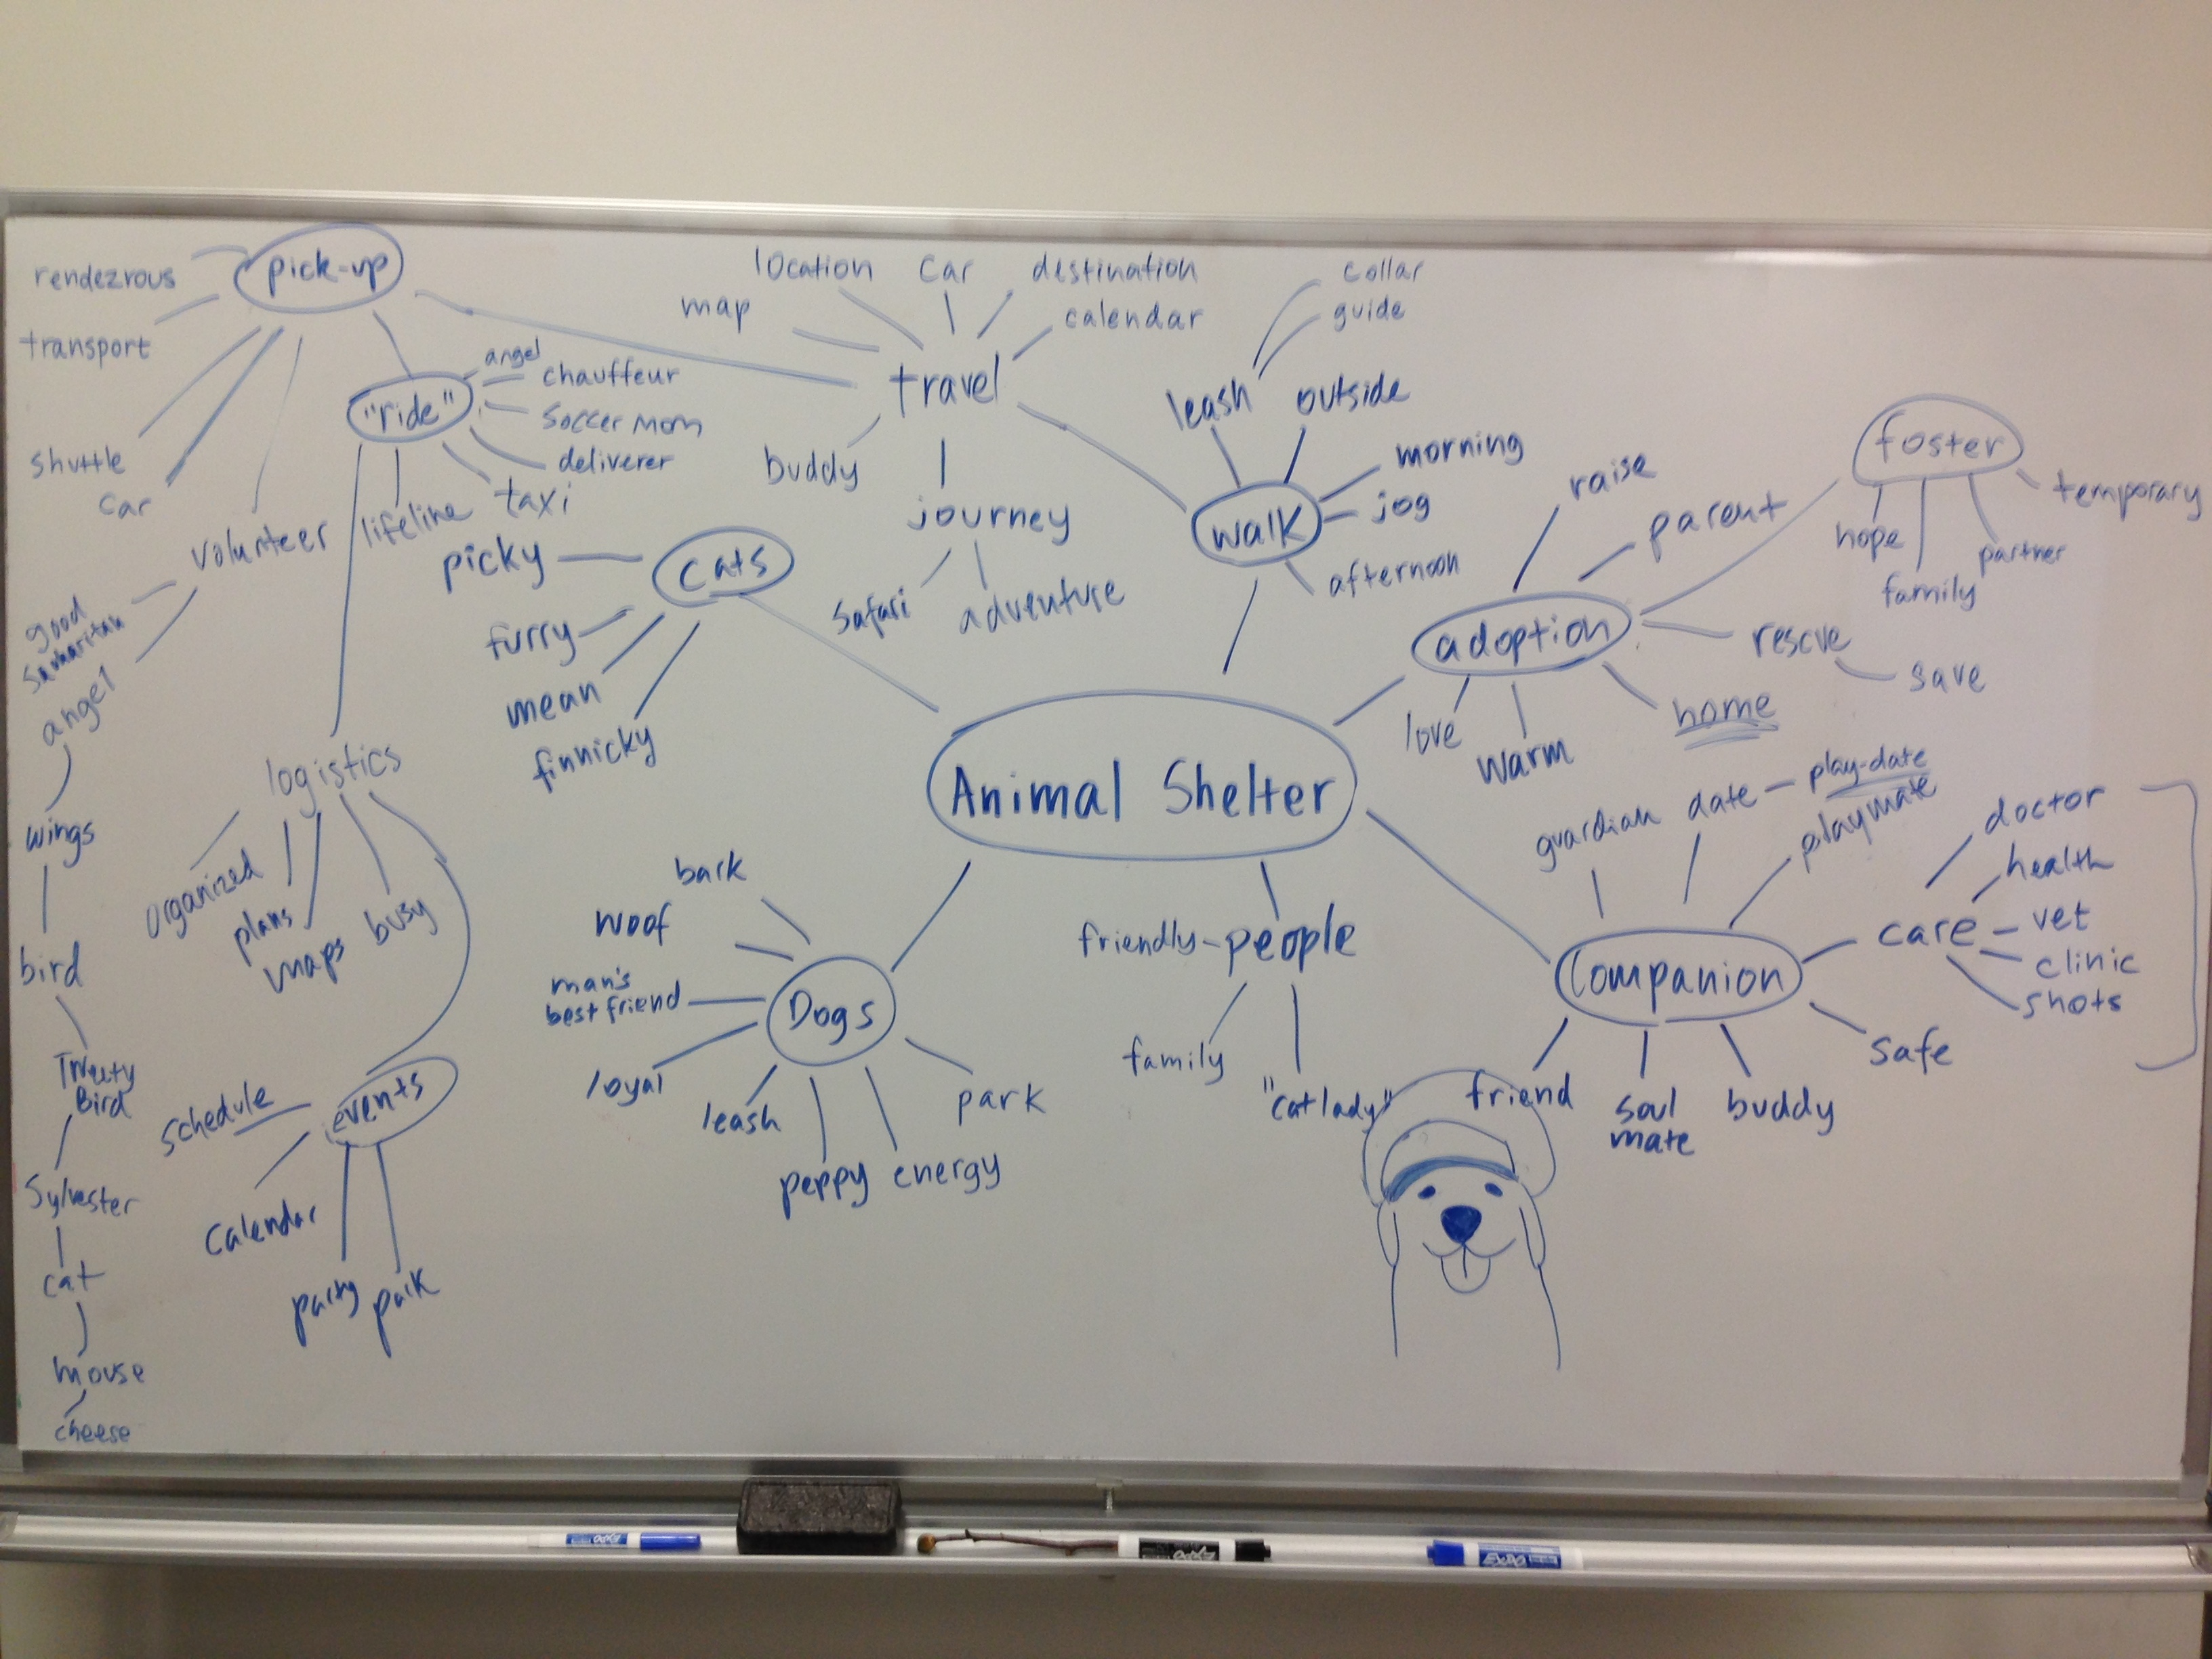 rendezvous
pick-up
transport
shuttle
car
volunteer
good
samaritan
angel
wings
bird
Tweety
Bird
Sylvester
cat
mouse
cheese
"ride"
angel
chauffeur
soccer mom
deliverer
taxi
lifeline
logistics
organized
plans
maps
busy
events
schedule
calendar
party
park
location
car
destination
map
calendar
travel
buddy
journey
safari
adventure
collar
guide
leash
outside
walk
morning
jog
afternoon
cats
picky
furry
mean
finnicky
Animal Shelter
adoption
raise
parent
love
warm
home
rescue
save
foster
hope
family
partner
temporary
bark
woof
man's
best friend
loyal
leash
peppy
energy
park
Dogs
friendly-people
family
"cat lady"
companion
guardian
date - play-date
playmate
care
doctor
health
vet
clinic
shots
safe
friend
soul
mate
buddy
EXPO
EXPO
EXPO